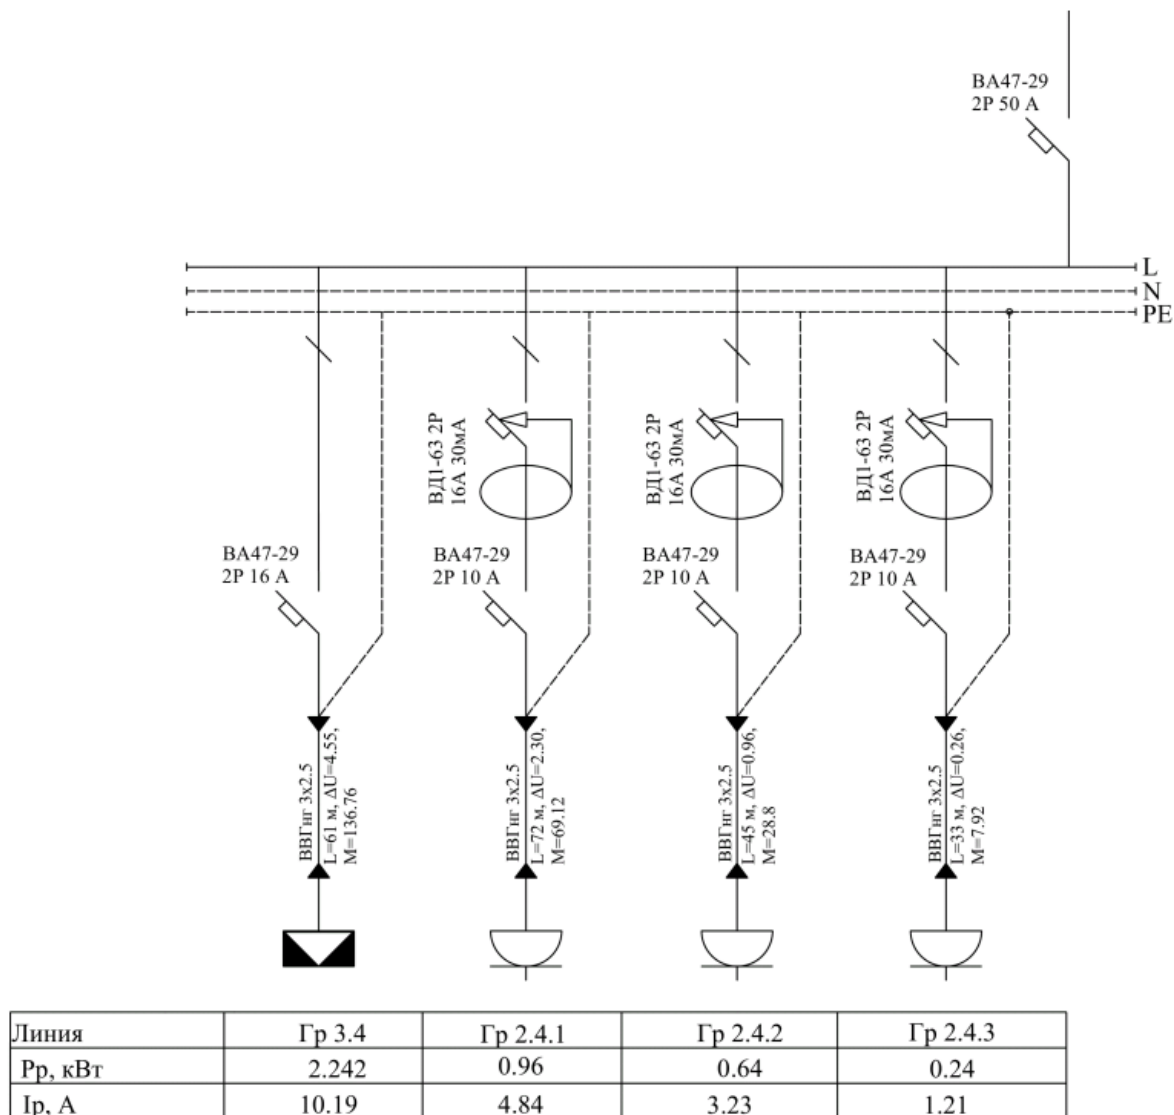 ВА47-29
2Р 50 А
L
N
PE
ВД1-63 2Р
16А 30мА
ВД1-63 2Р
16А 30мА
ВД1-63 2Р
16А 30мА
ВА47-29
2Р 16 А
ВА47-29
2Р 10 А
ВА47-29
2Р 10 А
ВА47-29
2Р 10 А
ВВГнг 3х2.5
L=61 м, ΔU=4.55,
М=136.76
ВВГнг 3х2.5
L=72 м, ΔU=2.30,
М=69.12
ВВГнг 3х2.5
L=45 м, ΔU=0.96,
М=28.8
ВВГнг 3х2.5
L=33 м, ΔU=0.26,
М=7.92
Линия Гр 3.4 Гр 2.4.1 Гр 2.4.2 Гр 2.4.3
Рр, кВт 2.242 0.96 0.64 0.24
Iр, А 10.19 4.84 3.23 1.21